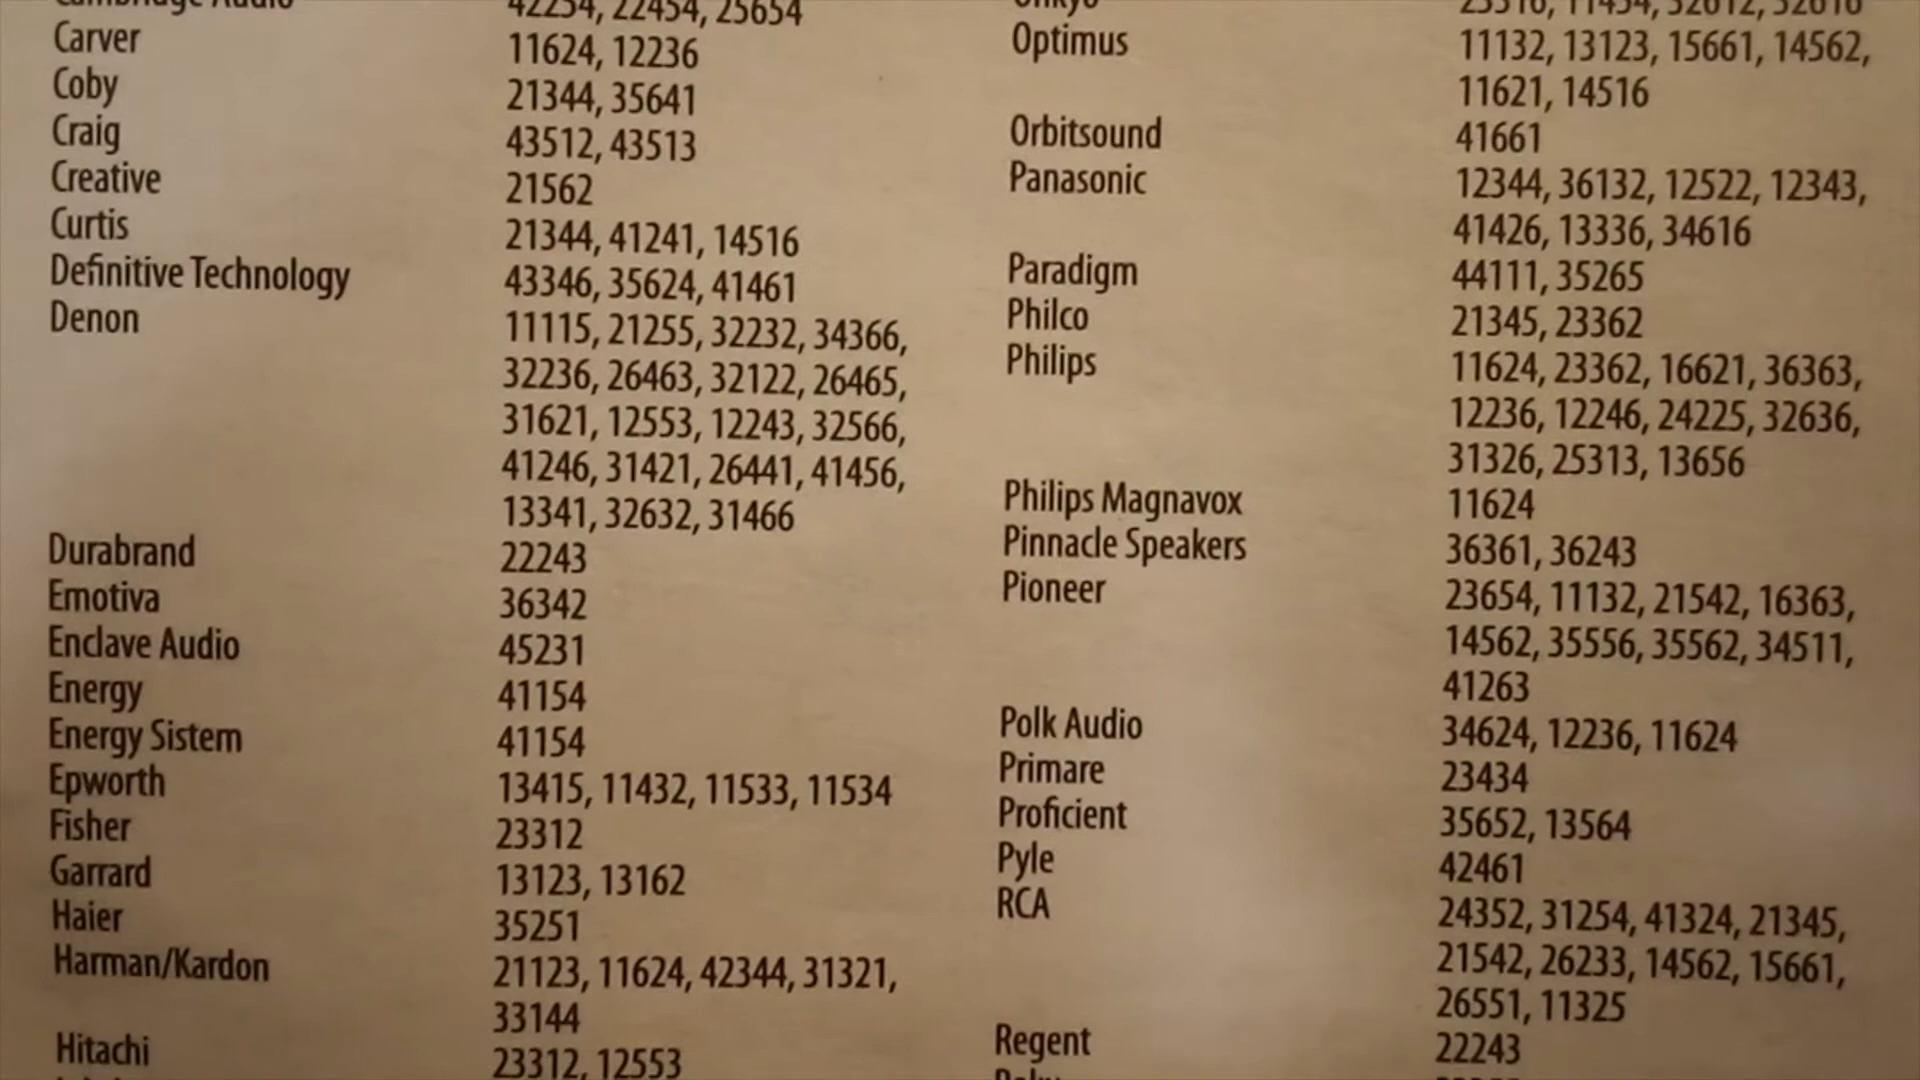 Cambridge Audio 42254, 22454, 25654
Carver 11624, 12236
Coby 21344, 35641
Craig 43512, 43513
Creative 21562
Curtis 21344, 41241, 14516
Definitive Technology 43346, 35624, 41461
Denon 11115, 21255, 32232, 34366,
32236, 26463, 32122, 26465,
31621, 12553, 12243, 32566,
41246, 31421, 26441, 41456,
13341, 32632, 31466
Durabrand 22243
Emotiva 36342
Enclave Audio 45231
Energy 41154
Energy Sistem 41154
Epworth 13415, 11432, 11533, 11534
Fisher 23312
Garrard 13123, 13162
Haier 35251
Harman/Kardon 21123, 11624, 42344, 31321,
33144
Hitachi 23312, 12553
Onkyo
Optimus 11132, 13123, 15661, 14562,
11621, 14516
Orbitsound 41661
Panasonic 12344, 36132, 12522, 12343,
41426, 13336, 34616
Paradigm 44111, 35265
Philco 21345, 23362
Philips 11624, 23362, 16621, 36363,
12236, 12246, 24225, 32636,
31326, 25313, 13656
Philips Magnavox 11624
Pinnacle Speakers 36361, 36243
Pioneer 23654, 11132, 21542, 16363,
14562, 35556, 35562, 34511,
41263
Polk Audio 34624, 12236, 11624
Primare 23434
Proficient 35652, 13564
Pyle 42461
RCA 24352, 31254, 41324, 21345,
21542, 26233, 14562, 15661,
26551, 11325
Regent 22243